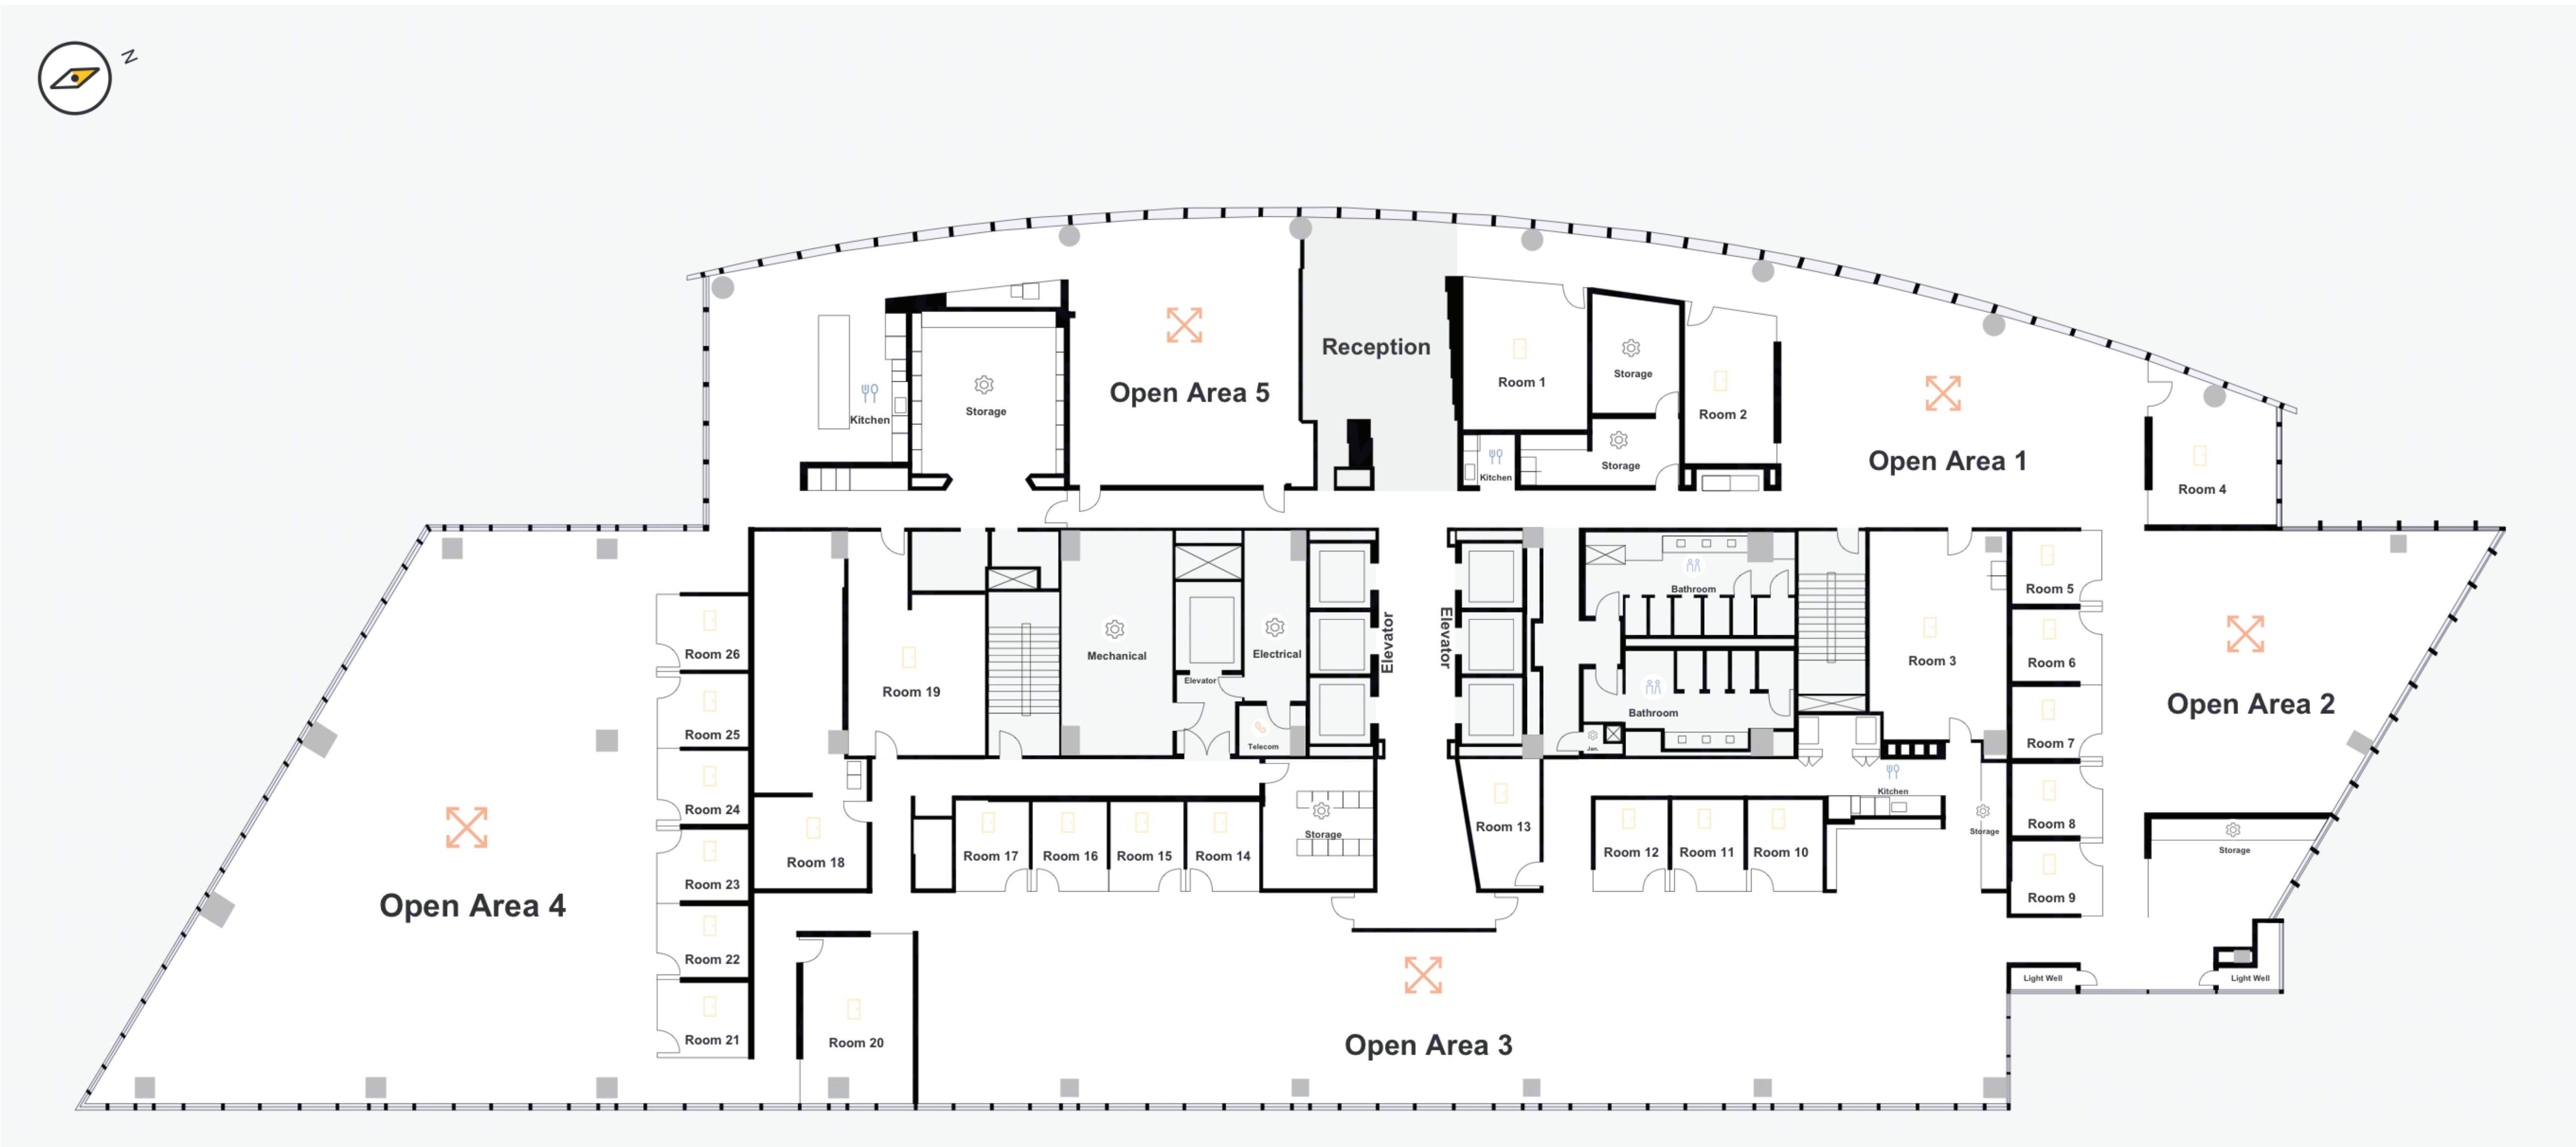 N
Reception
Open Area 5
Room 1
Storage
Room 2
Kitchen
Storage
Open Area 1
Storage
Kitchen
Room 4
Room 5
Bathroom
Room 26
Mechanical
Electrical
Elevator
Elevator
Room 3
Room 6
Elevator
Room 19
Open Area 2
Bathroom
Room 25
Telecom
Jan.
Room 7
Kitchen
Room 24
Room 18
Room 17
Room 16
Room 15
Room 14
Storage
Room 13
Room 12
Room 11
Room 10
Storage
Room 8
Storage
Room 23
Open Area 4
Room 9
Room 22
Light Well
Light Well
Room 21
Room 20
Open Area 3